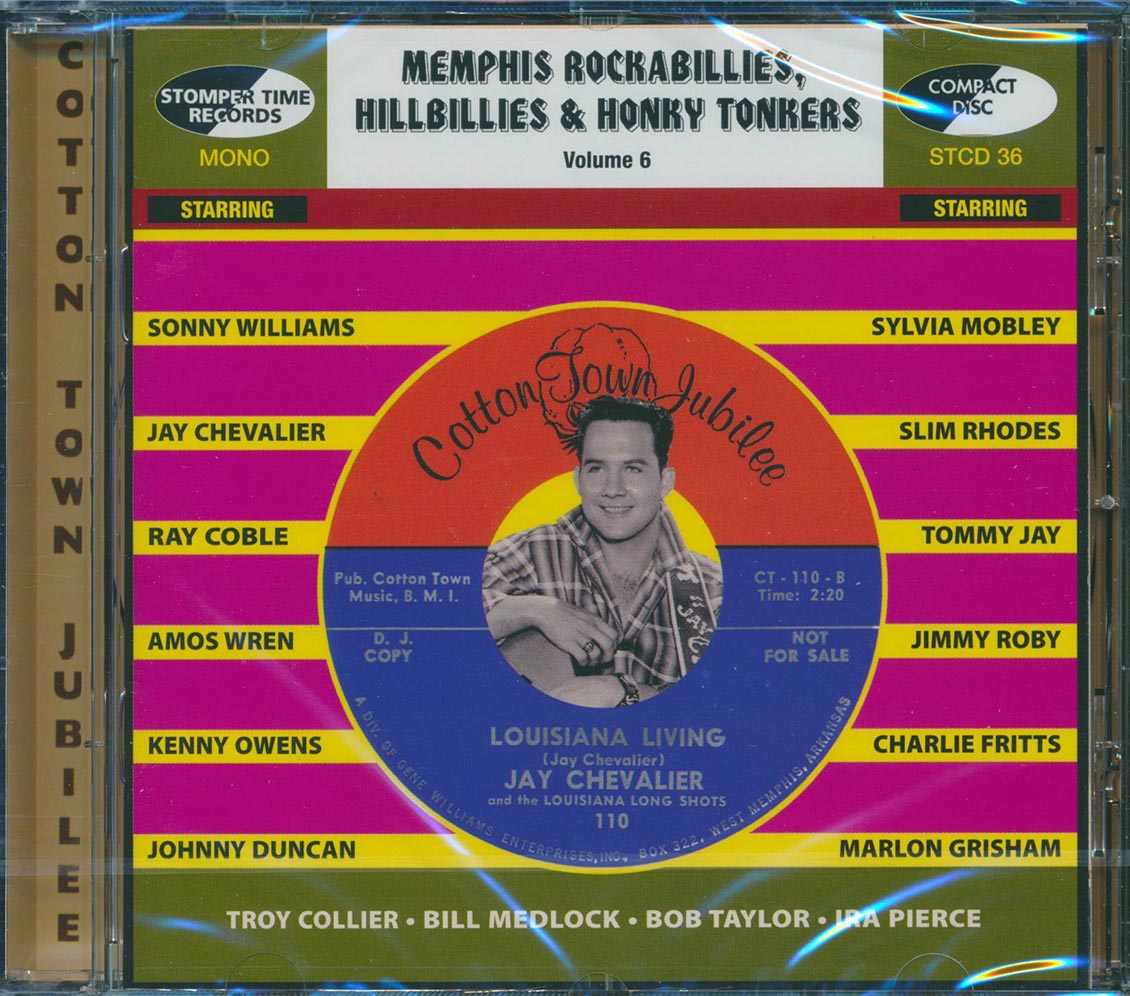 COTTON TOWN JUBILEE
STOMPER TIME
RECORDS
MONO
MEMPHIS ROCKABILLIES,
HILLBILLIES & HONKY TONKERS
Volume 6
COMPACT
DISC
STCD 36
STARRING
STARRING
SONNY WILLIAMS
SYLVIA MOBLEY
JAY CHEVALIER
SLIM RHODES
RAY COBLE
TOMMY JAY
AMOS WREN
JIMMY ROBY
KENNY OWENS
CHARLIE FRITTS
JOHNNY DUNCAN
MARLON GRISHAM
Cotton Town Jubilee
Pub. Cotton Town
Music, B. M. I.
CT - 110 - B
Time: 2:20
D. J.
COPY
NOT
FOR SALE
JAY
LOUISIANA LIVING
(Jay Chevalier)
JAY CHEVALIER
and the LOUISIANA LONG SHOTS
110
A DIV. OF GENE WILLIAMS ENTERPRISES, INC., BOX 322, WEST MEMPHIS, ARKANSAS
TROY COLLIER • BILL MEDLOCK • BOB TAYLOR • IRA PIERCE